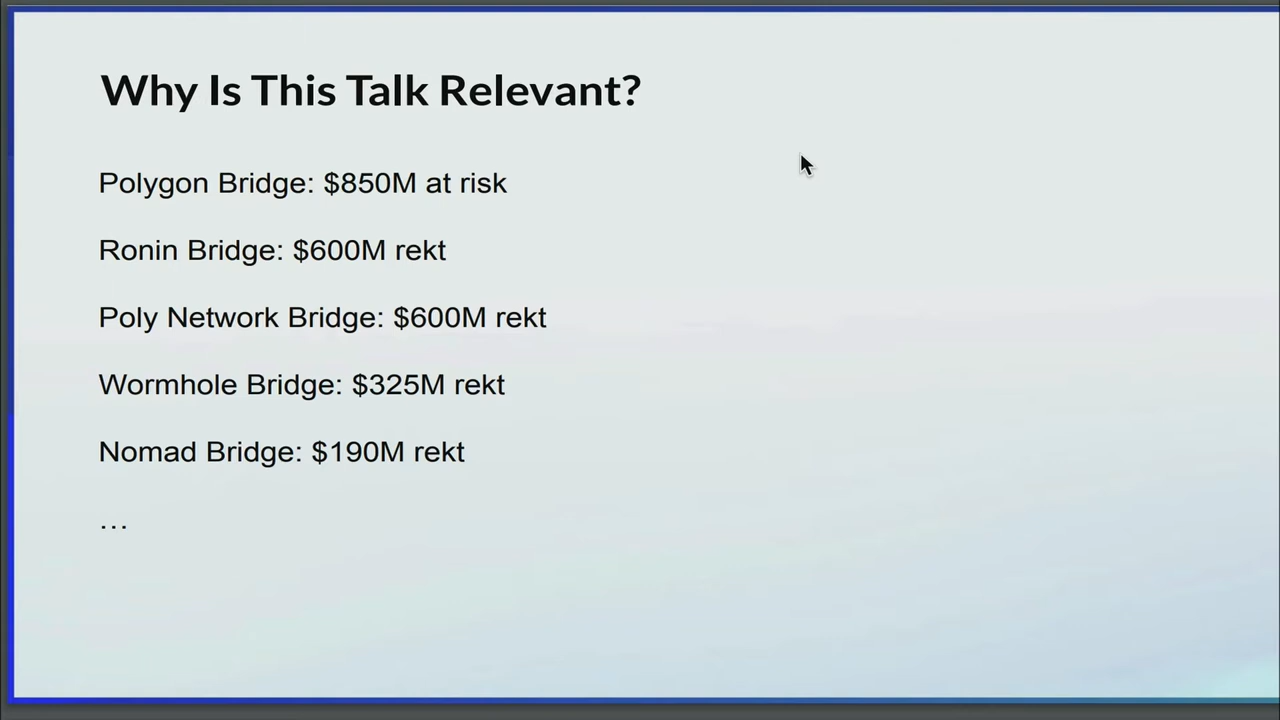 Why Is This Talk Relevant?
Polygon Bridge: $850M at risk
Ronin Bridge: $600M rekt
Poly Network Bridge: $600M rekt
Wormhole Bridge: $325M rekt
Nomad Bridge: $190M rekt
…